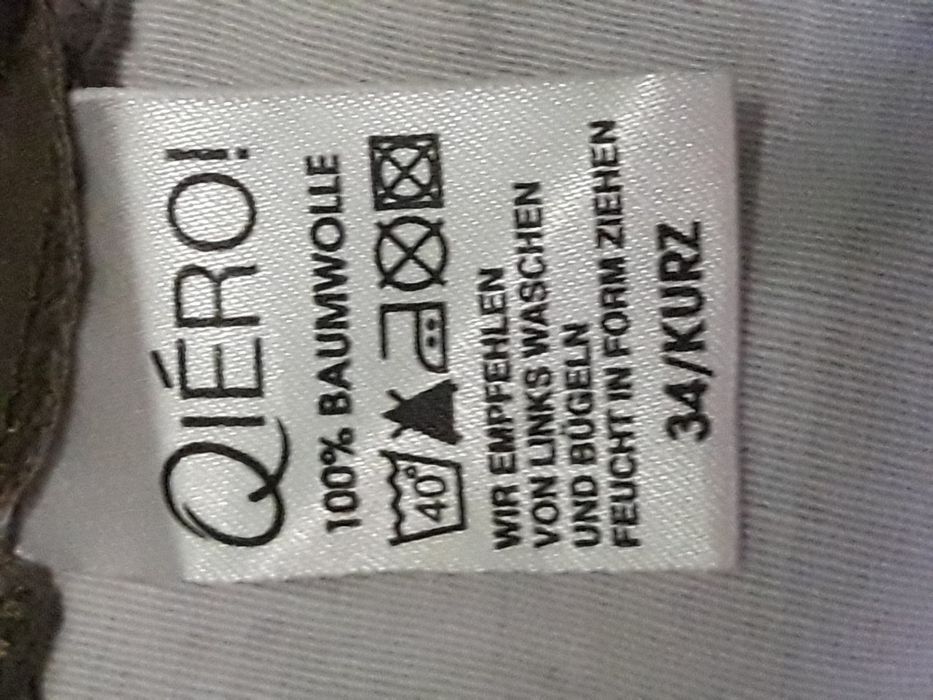 QIÉRO!
100% BAUMWOLLE
40°
WIR EMPFEHLEN
VON LINKS WASCHEN
UND BÜGELN
FEUCHT IN FORM ZIEHEN
34/KURZ